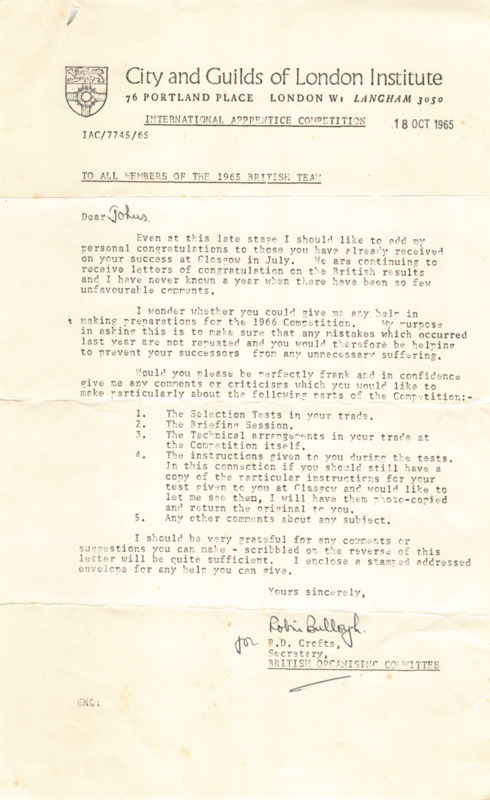 City and Guilds of London Institute
76 PORTLAND PLACE LONDON W1 LANGHAM 3050
INTERNATIONAL APPRENTICE COMPETITION
18 OCT 1965
IAC/7745/65
TO ALL MEMBERS OF THE 1965 BRITISH TEAM
Dear Johns
Even at this late stage I should like to add my
personal congratulations to those you have already received
on your success at Glasgow in July. We are continuing to
receive letters of congratulation on the British results
and I have never known a year when there have been so few
unfavourable comments.
I wonder whether you could give me any help in
making preparations for the 1966 Competition. My purpose
in asking this is to make sure that any mistakes which occurred
last year are not repeated and you would therefore be helping
to prevent your successors from any unnecessary suffering.
Would you please be perfectly frank and in confidence
give me any comments or criticisms which you would like to
make particularly about the following parts of the Competition:-
1. The Selection Tests in your trade.
2. The Briefing Session.
3. The Technical arrangements in your trade at
the Competition itself.
4. The instructions given to you during the tests.
In this connection if you should still have a
copy of the particular instructions for your
test given to you at Glasgow and would like to
let me see them, I will have them photo-copied
and return the original to you.
5. Any other comments about any subject.
I should be very grateful for any comments or
suggestions you can make - scribbled on the reverse of this
letter will be quite sufficient. I enclose a stamped addressed
envelope for any help you can give.
Yours sincerely,
Robin Bullogh.
for P.D. Crofts,
Secretary,
BRITISH ORGANISING COMMITTEE
ENC: